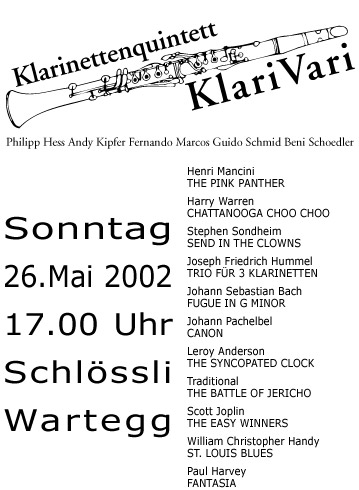 Klarinettenquintett
KlariVari
Philipp Hess Andy Kipfer Fernando Marcos Guido Schmid Beni Schoedler
Sonntag
26.Mai 2002
17.00 Uhr
Schlössli
Wartegg
Henri Mancini
THE PINK PANTHER
Harry Warren
CHATTANOOGA CHOO CHOO
Stephen Sondheim
SEND IN THE CLOWNS
Joseph Friedrich Hummel
TRIO FÜR 3 KLARINETTEN
Johann Sebastian Bach
FUGUE IN G MINOR
Johann Pachelbel
CANON
Leroy Anderson
THE SYNCOPATED CLOCK
Traditional
THE BATTLE OF JERICHO
Scott Joplin
THE EASY WINNERS
William Christopher Handy
ST. LOUIS BLUES
Paul Harvey
FANTASIA